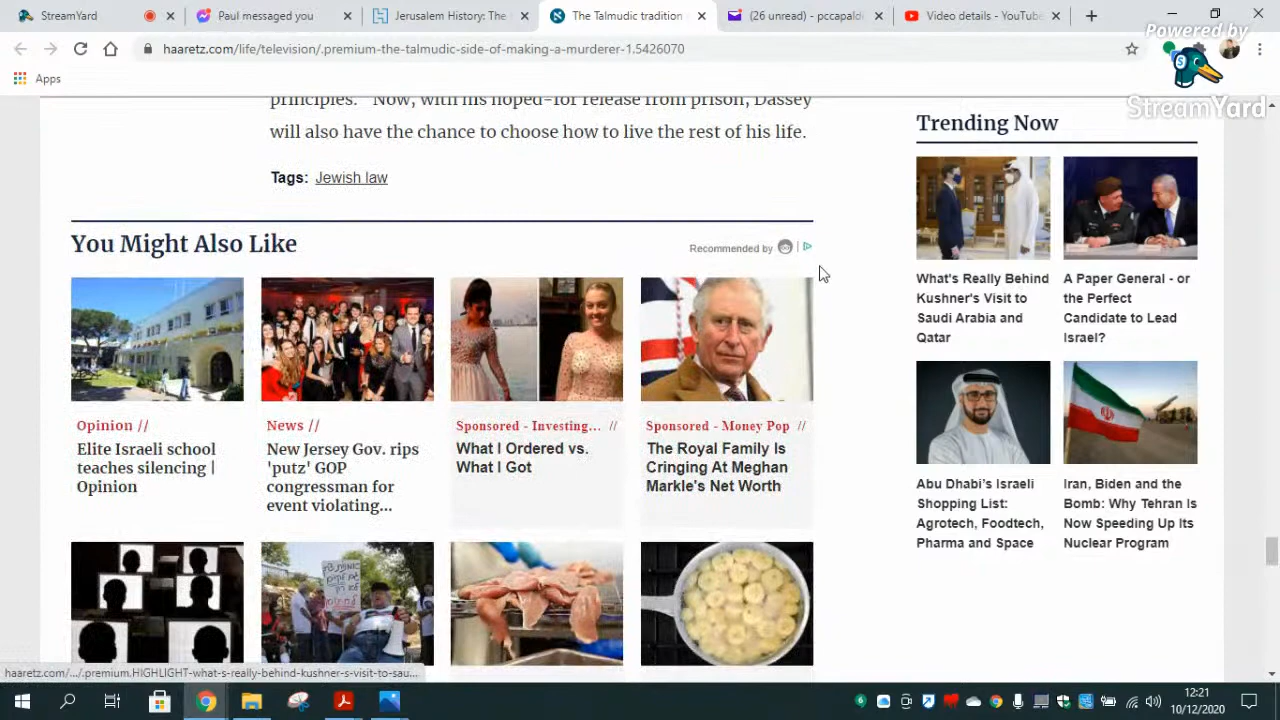 StreamYard
Paul messaged you
Jerusalem History: The
The Talmudic tradition
(26 unread) - pccapaldi
Video details - YouTube
haaretz.com/life/television/.premium-the-talmudic-side-of-making-a-murderer-1.5426070
Powered by
StreamYard
Apps
principles. Now, with his hoped-for release from prison, Dassey
will also have the chance to choose how to live the rest of his life.
Tags: Jewish law
You Might Also Like
Recommended by
Opinion //
Elite Israeli school
teaches silencing |
Opinion
News //
New Jersey Gov. rips
'putz' GOP
congressman for
event violating...
Sponsored - Investing... //
What I Ordered vs.
What I Got
Sponsored - Money Pop //
The Royal Family Is
Cringing At Meghan
Markle's Net Worth
Trending Now
What's Really Behind
Kushner's Visit to
Saudi Arabia and
Qatar
A Paper General - or
the Perfect
Candidate to Lead
Israel?
Abu Dhabi's Israeli
Shopping List:
Agrotech, Foodtech,
Pharma and Space
Iran, Biden and the
Bomb: Why Tehran Is
Now Speeding Up Its
Nuclear Program
haaretz.com/.../.premium.HIGHLIGHT-what-s-really-behind-kushner-s-visit-to-sau...
12:21
10/12/2020